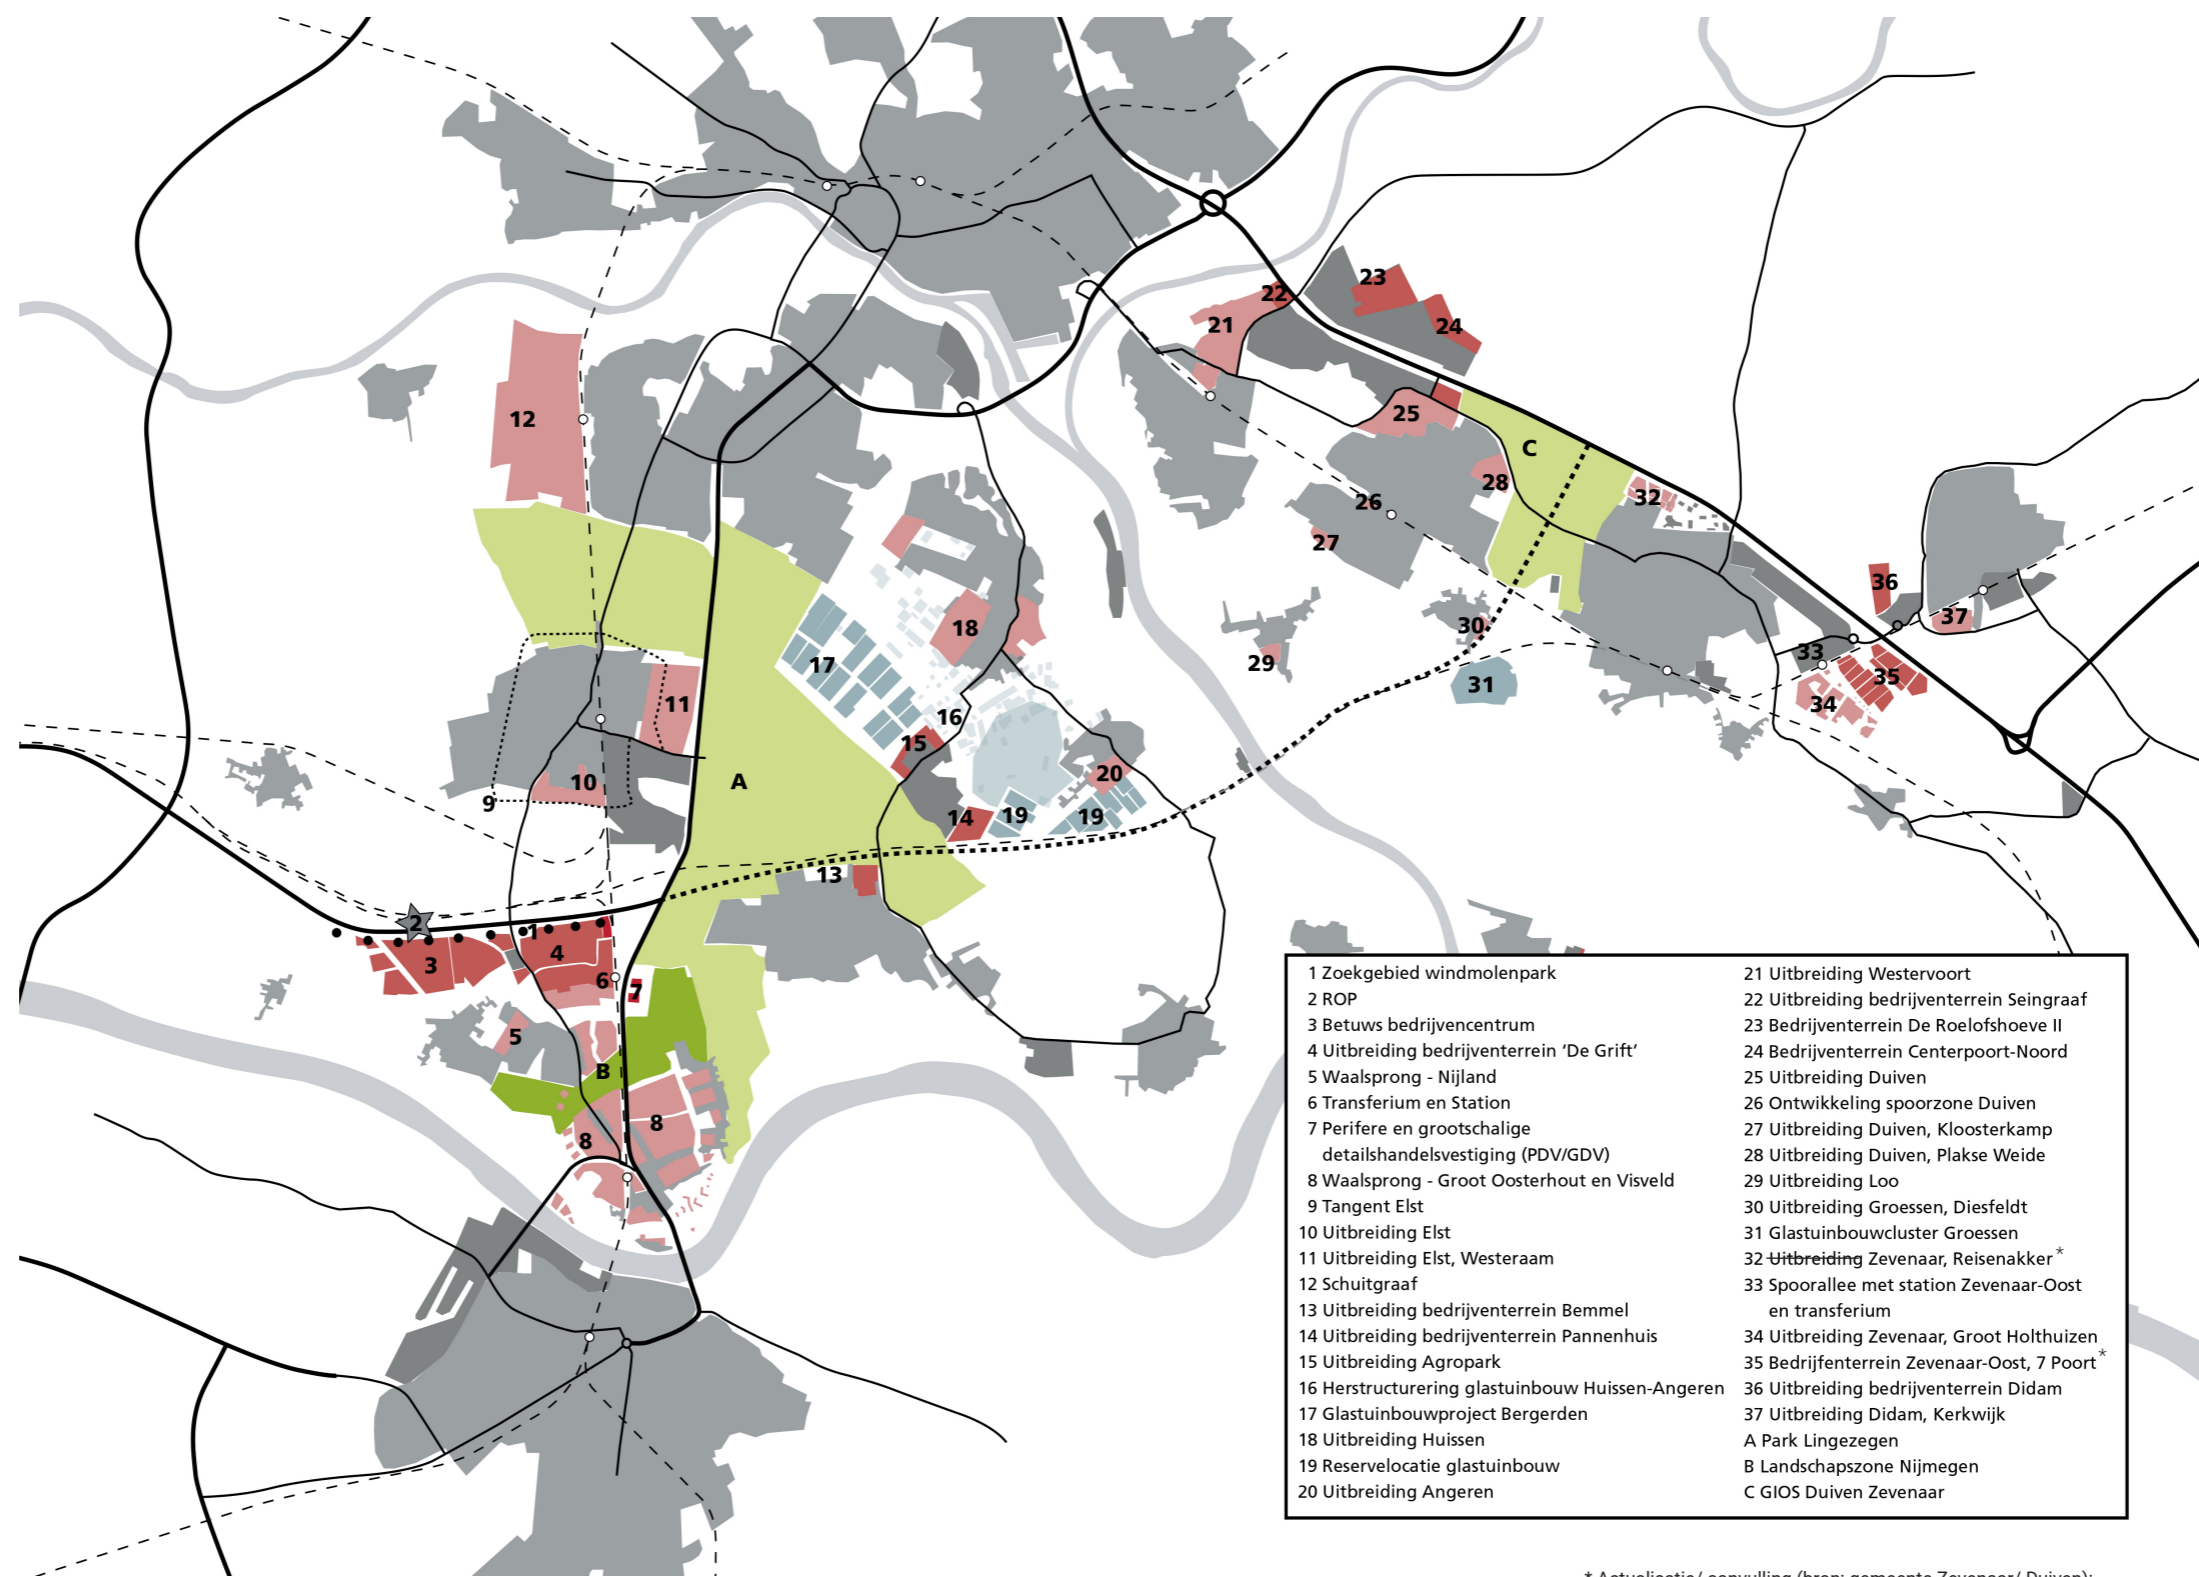 23
22
21
24
12
25
C
28
32
26
27
36
18
30
37
17
29
33
31
35
11
34
16
15
A
20
10
9
14
19
19
13
2
1
4
3
6
7
5
B
8
8
1 Zoekgebied windmolenpark
2 ROP
3 Betuws bedrijvencentrum
4 Uitbreiding bedrijventerrein ‘De Grift’
5 Waalsprong - Nijland
6 Transferium en Station
7 Perifere en grootschalige
detailshandelsvestiging (PDV/GDV)
8 Waalsprong - Groot Oosterhout en Visveld
9 Tangent Elst
10 Uitbreiding Elst
11 Uitbreiding Elst, Westeraam
12 Schuitgraaf
13 Uitbreiding bedrijventerrein Bemmel
14 Uitbreiding bedrijventerrein Pannenhuis
15 Uitbreiding Agropark
16 Herstructurering glastuinbouw Huissen-Angeren
17 Glastuinbouwproject Bergerden
18 Uitbreiding Huissen
19 Reservelocatie glastuinbouw
20 Uitbreiding Angeren
21 Uitbreiding Westervoort
22 Uitbreiding bedrijventerrein Seingraaf
23 Bedrijventerrein De Roelofshoeve II
24 Bedrijventerrein Centerpoort-Noord
25 Uitbreiding Duiven
26 Ontwikkeling spoorzone Duiven
27 Uitbreiding Duiven, Kloosterkamp
28 Uitbreiding Duiven, Plakse Weide
29 Uitbreiding Loo
30 Uitbreiding Groessen, Diesfeldt
31 Glastuinbouwcluster Groessen
32 Uitbreiding Zevenaar, Reisenakker*
33 Spoorallee met station Zevenaar-Oost
en transferium
34 Uitbreiding Zevenaar, Groot Holthuizen
35 Bedrijfenterrein Zevenaar-Oost, 7 Poort*
36 Uitbreiding bedrijventerrein Didam
37 Uitbreiding Didam, Kerkwijk
A Park Lingezegen
B Landschapszone Nijmegen
C GIOS Duiven Zevenaar
* Actualisatie/ aanvulling (bron: gemeente Zevenaar/ Duiven):